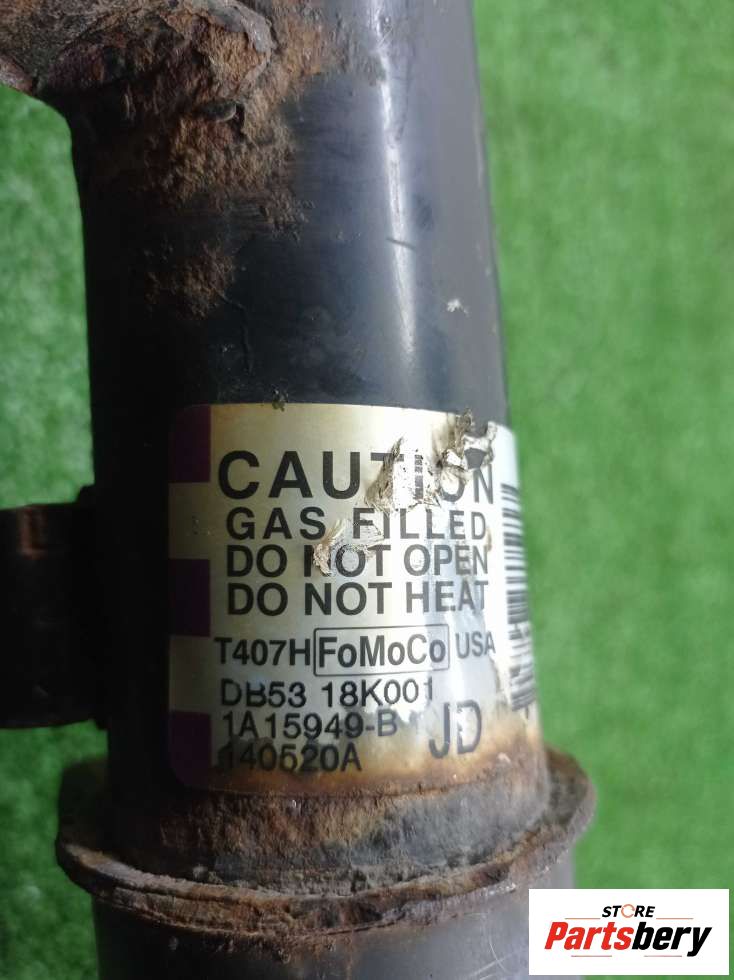 CAUTION
GAS FILLED
DO NOT OPEN
DO NOT HEAT
T407H FoMoCo USA
DB53 18K001
1A15949-B JD
140520A
STORE
Partsbery